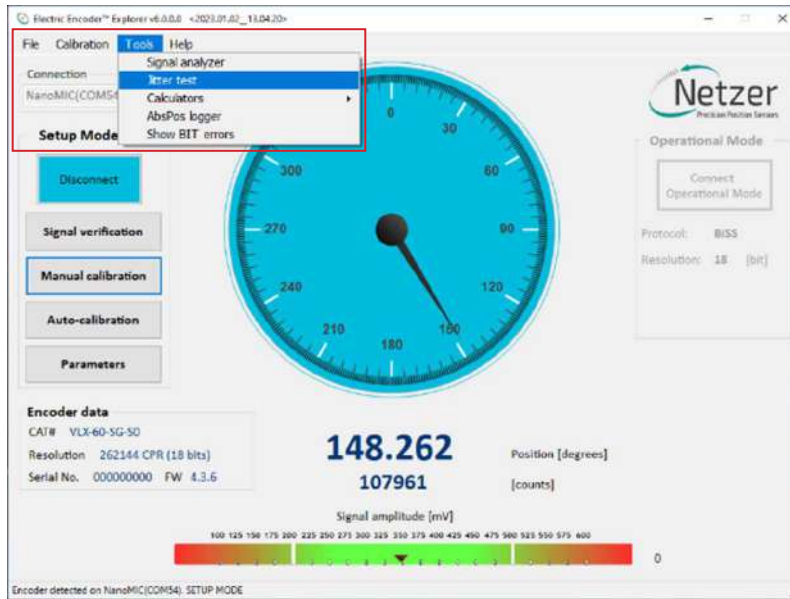 Electric Encoder™ Explorer v6.0.0.0 <2023.01.02__13.04.20>
File Calibration Tools Help
Signal analyzer
Jitter test
Calculators
AbsPos logger
Show BIT errors
Connection
NanoMIC(COM54
Setup Mode
Disconnect
Signal verification
Manual calibration
Auto-calibration
Parameters
0
30
60
90
120
150
180
210
240
270
300
Netzer
Precision Position Sensors
Operational Mode
Connect
Operational Mode
Protocol: BiSS
Resolution: 18 [bit]
Encoder data
CAT# VLX-60-SG-S0
Resolution 262144 CPR (18 bits)
Serial No. 000000000 FW 4.3.6
148.262 Position [degrees]
107961 [counts]
Signal amplitude [mV]
100 125 150 175 200 225 250 275 300 325 350 375 400 425 450 475 500 525 550 575 600
0
Encoder detected on NanoMIC(COM54). SETUP MODE